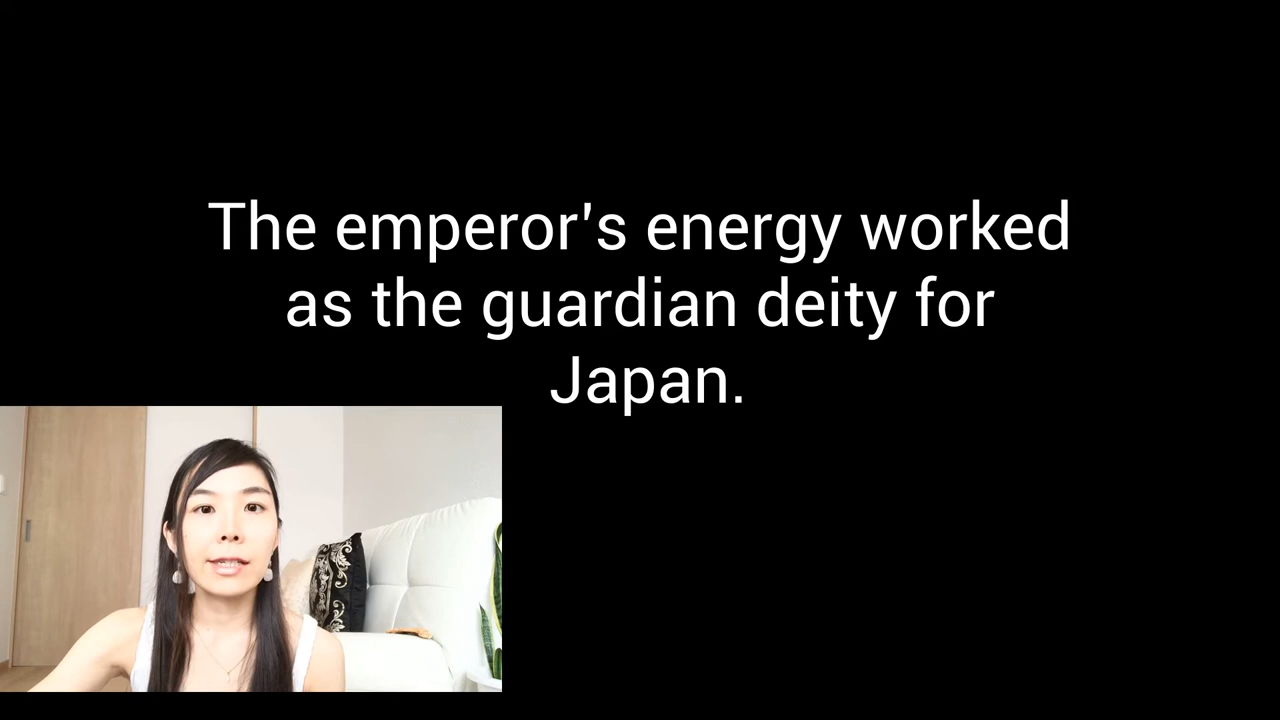 The emperor's energy worked
as the guardian deity for
Japan.